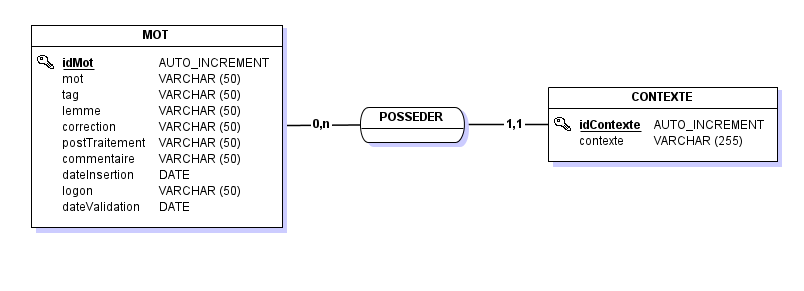 MOT
idMot AUTO_INCREMENT
mot VARCHAR (50)
tag VARCHAR (50)
lemme VARCHAR (50)
correction VARCHAR (50)
postTraitement VARCHAR (50)
commentaire VARCHAR (50)
dateInsertion DATE
logon VARCHAR (50)
dateValidation DATE
0,n
POSSEDER
1,1
CONTEXTE
idContexte AUTO_INCREMENT
contexte VARCHAR (255)